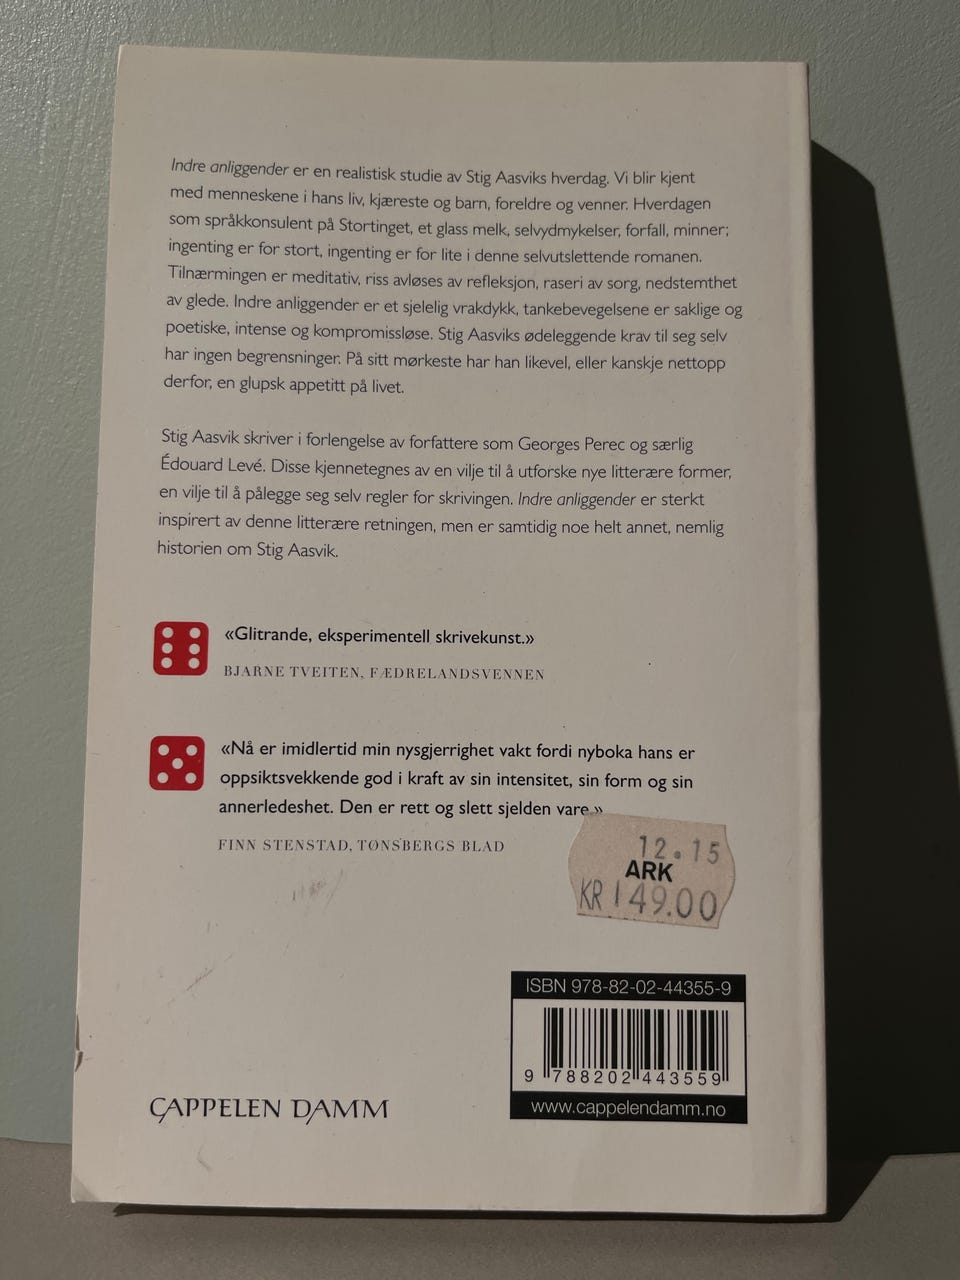 Indre anliggender er en realistisk studie av Stig Aasviks hverdag. Vi blir kjent
med menneskene i hans liv, kjæreste og barn, foreldre og venner. Hverdagen
som språkkonsulent på Stortinget, et glass melk, selvydmykelser, forfall, minner;
ingenting er for stort, ingenting er for lite i denne selvutslettende romanen.
Tilnærmingen er meditativ, riss avløses av refleksjon, raseri av sorg, nedstemthet
av glede. Indre anliggender er et sjelelig vrakdykk, tankebevegelsene er saklige og
poetiske, intense og kompromissløse. Stig Aasviks ødeleggende krav til seg selv
har ingen begrensninger. På sitt mørkeste har han likevel, eller kanskje nettopp
derfor, en glupsk appetitt på livet.
Stig Aasvik skriver i forlengelse av forfattere som Georges Perec og særlig
Édouard Levé. Disse kjennetegnes av en vilje til å utforske nye litterære former,
en vilje til å pålegge seg selv regler for skrivingen. Indre anliggender er sterkt
inspirert av denne litterære retningen, men er samtidig noe helt annet, nemlig
historien om Stig Aasvik.
«Glitrande, eksperimentell skrivekunst.»
BJARNE TVEITEN, FÆDRELANDSVENNEN
«Nå er imidlertid min nysgjerrighet vakt fordi nyboka hans er
oppsiktsvekkende god i kraft av sin intensitet, sin form og sin
annerledeshet. Den er rett og slett sjelden vare.»
FINN STENSTAD, TØNSBERGS BLAD
12.15
ARK
KR 149.00
ISBN 978-82-02-44355-9
9 788202 443559
www.cappelendamm.no
CAPPELEN DAMM